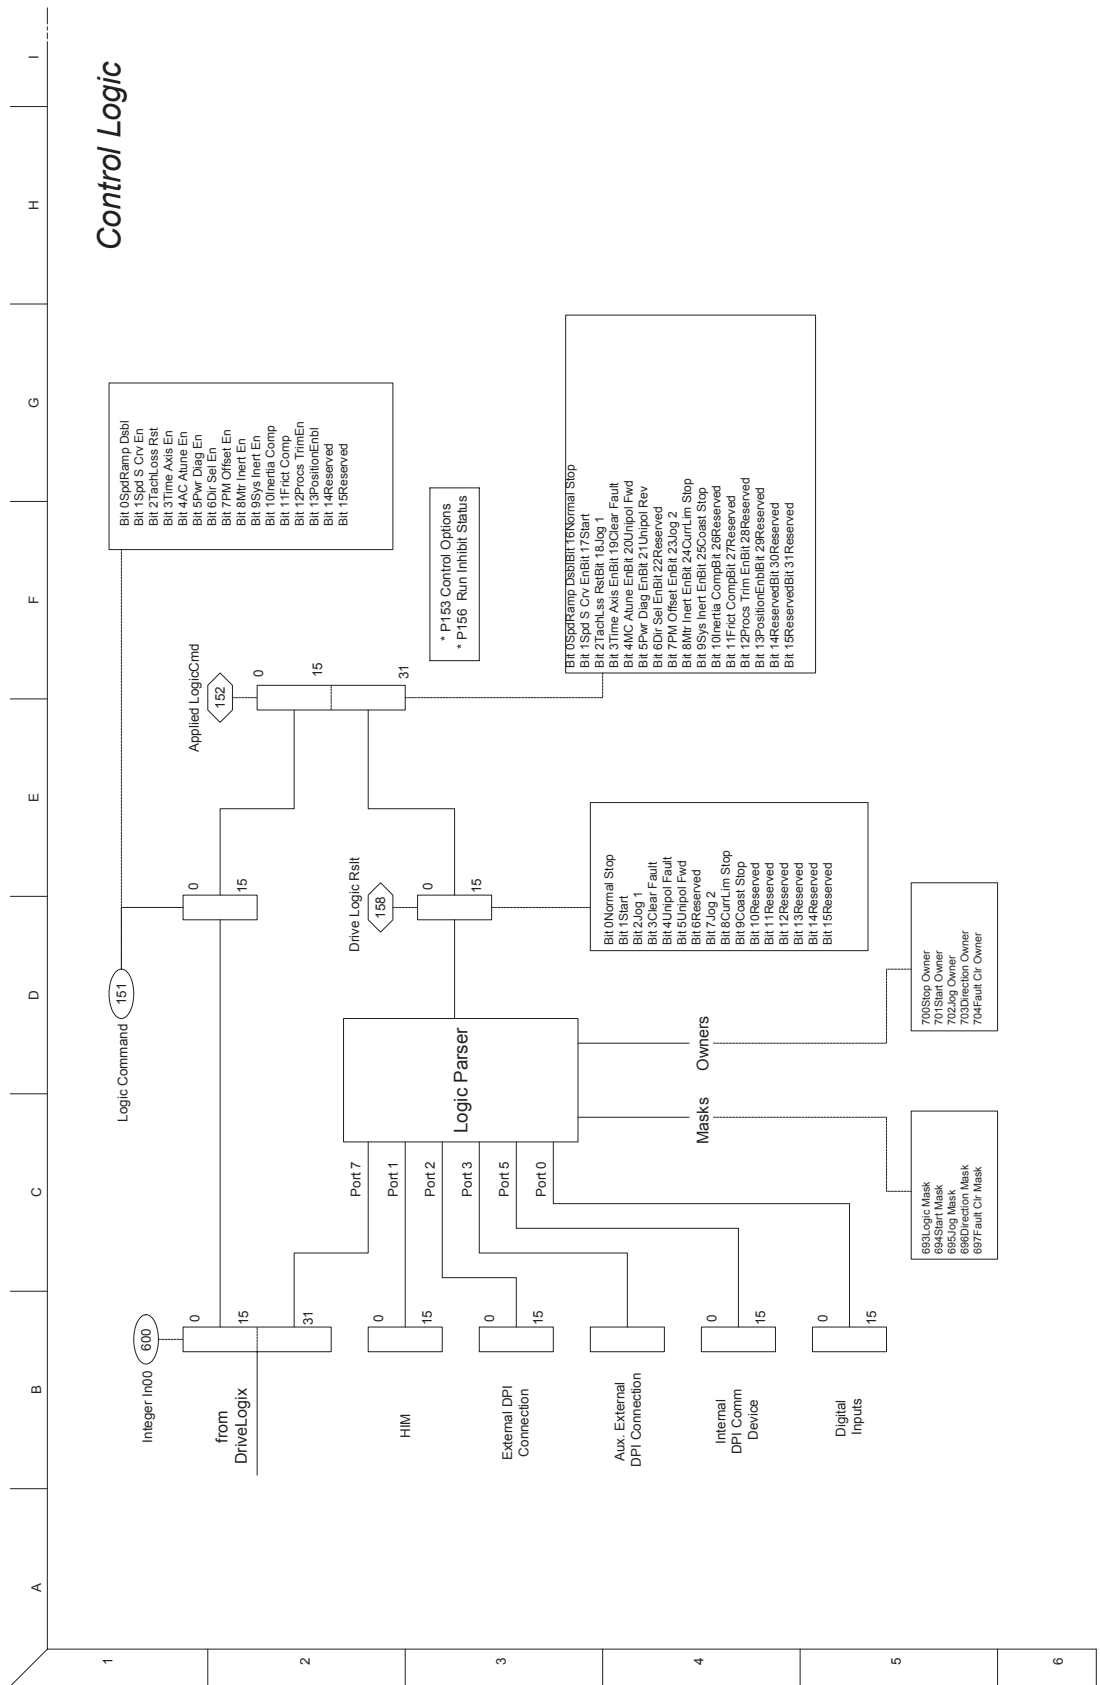 Control Logic
A
B
C
D
E
F
G
H
I
1
2
3
4
5
6
Integer In00
600
from
DriveLogix
0
15
31
HIM
0
15
External DPI
Connection
0
15
Aux. External
DPI Connection
Internal
DPI Comm
Device
0
15
Digital
Inputs
0
15
Port 7
Port 1
Port 2
Port 3
Port 5
Port 0
Logic Parser
Masks
Owners
693Logic Mask
694Start Mask
695Jog Mask
696Direction Mask
697Fault Clr Mask
700Stop Owner
701Start Owner
702Jog Owner
703Direction Owner
704Fault Clr Owner
Logic Command
151
0
15
Drive Logic Rslt
158
0
15
Bit 0Normal Stop
Bit 1Start
Bit 2Jog 1
Bit 3Clear Fault
Bit 4Unipol Fault
Bit 5Unipol Fwd
Bit 6Reserved
Bit 7Jog 2
Bit 8CurrLim Stop
Bit 9Coast Stop
Bit 10Reserved
Bit 11Reserved
Bit 12Reserved
Bit 13Reserved
Bit 14Reserved
Bit 15Reserved
Applied LogicCmd
152
0
15
31
* P153 Control Options
* P156 Run Inhibit Status
Bit 0SpdRamp Dsbl
Bit 1Spd S Crv En
Bit 2TachLoss Rst
Bit 3Time Axis En
Bit 4AC Atune En
Bit 5Pwr Diag En
Bit 6Dir Sel En
Bit 7PM Offset En
Bit 8Mtr Inert En
Bit 9Sys Inert En
Bit 10Inertia Comp
Bit 11Frict Comp
Bit 12Procs TrimEn
Bit 13PositionEnbl
Bit 14Reserved
Bit 15Reserved
Bit 0SpdRamp DsblBit 16Normal Stop
Bit 1Spd S Crv EnBit 17Start
Bit 2TachLss RstBit 18Jog 1
Bit 3Time Axis EnBit 19Clear Fault
Bit 4MC Atune EnBit 20Unipol Fwd
Bit 5Pwr Diag EnBit 21Unipol Rev
Bit 6Dir Sel EnBit 22Reserved
Bit 7PM Offset EnBit 23Jog 2
Bit 8Mtr Inert EnBit 24CurrLim Stop
Bit 9Sys Inert EnBit 25Coast Stop
Bit 10Inertia CompBit 26Reserved
Bit 11Frict CompBit 27Reserved
Bit 12Procs Trim EnBit 28Reserved
Bit 13PositionEnblBit 29Reserved
Bit 14ReservedBit 30Reserved
Bit 15ReservedBit 31Reserved